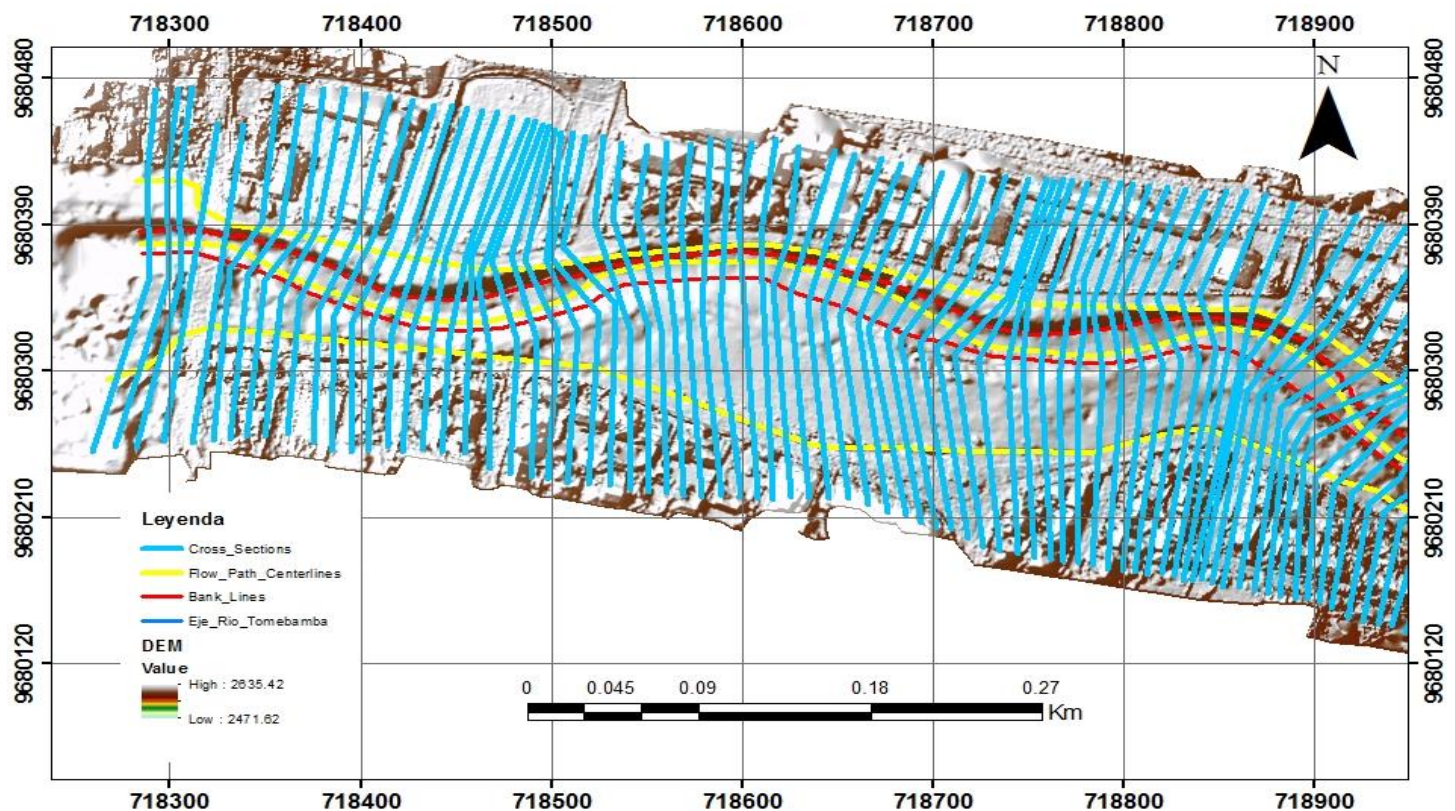 718300 718400 718500 718600 718700 718800 718900
9680480 9680480
N
9680390 9680390
9680300 9680300
9680210 9680210
Leyenda
Cross_Sections
Flow_Path_Centerlines
Bank_Lines
Eje_Rio_Tomebamba
DEM
Value
High : 2635.42
Low : 2471.62
9680120 9680120
0 0.045 0.09 0.18 0.27
Km
718300 718400 718500 718600 718700 718800 718900